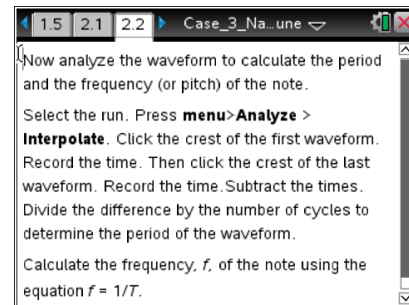 1.5 2.1 2.2 Case_3_Na...une
Now analyze the waveform to calculate the period
and the frequency (or pitch) of the note.
Select the run. Press menu>Analyze >
Interpolate. Click the crest of the first waveform.
Record the time. Then click the crest of the last
waveform. Record the time.Subtract the times.
Divide the difference by the number of cycles to
determine the period of the waveform.
Calculate the frequency, f, of the note using the
equation f = 1/T.